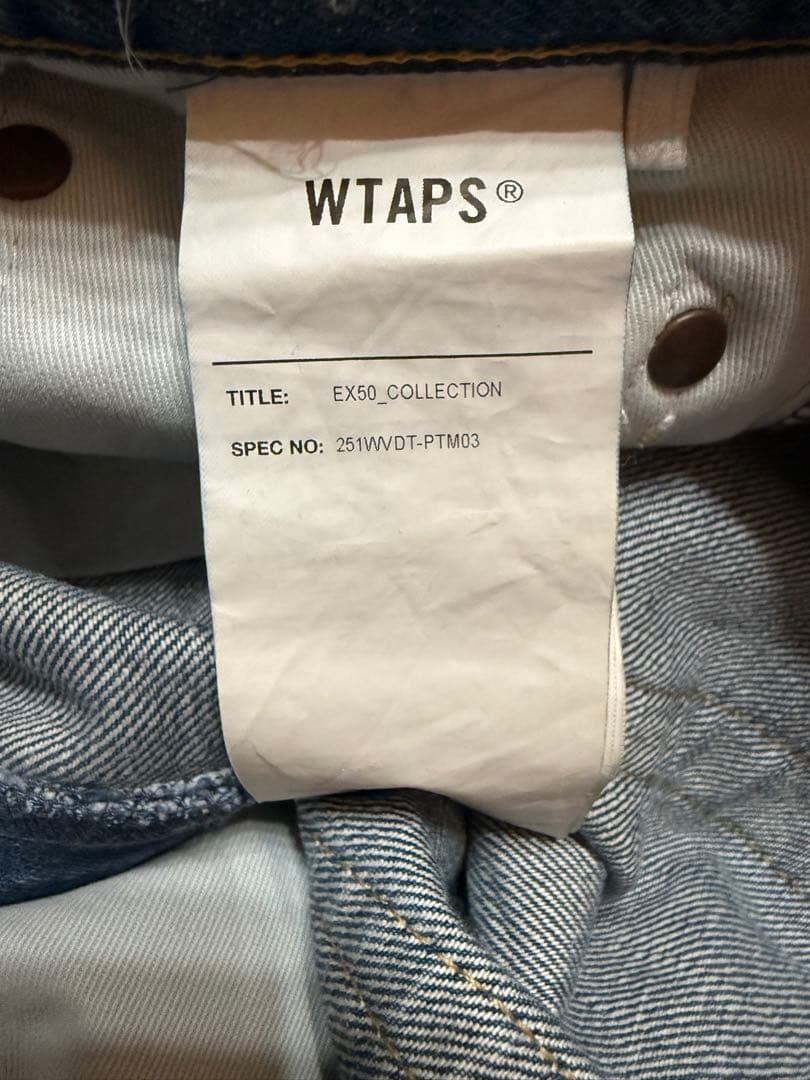 WTAPS®
TITLE: EX50_COLLECTION
SPEC NO: 251WVDT-PTM03